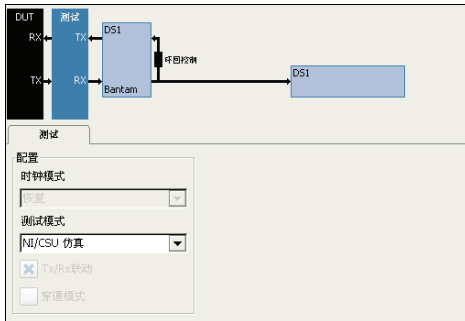 DUT 测试
RX TX DS1
环回控制
TX RX Bantam DS1
测试
配置
时钟模式
恢复
测试模式
NI/CSU 仿真
Tx/Rx联动
穿通模式